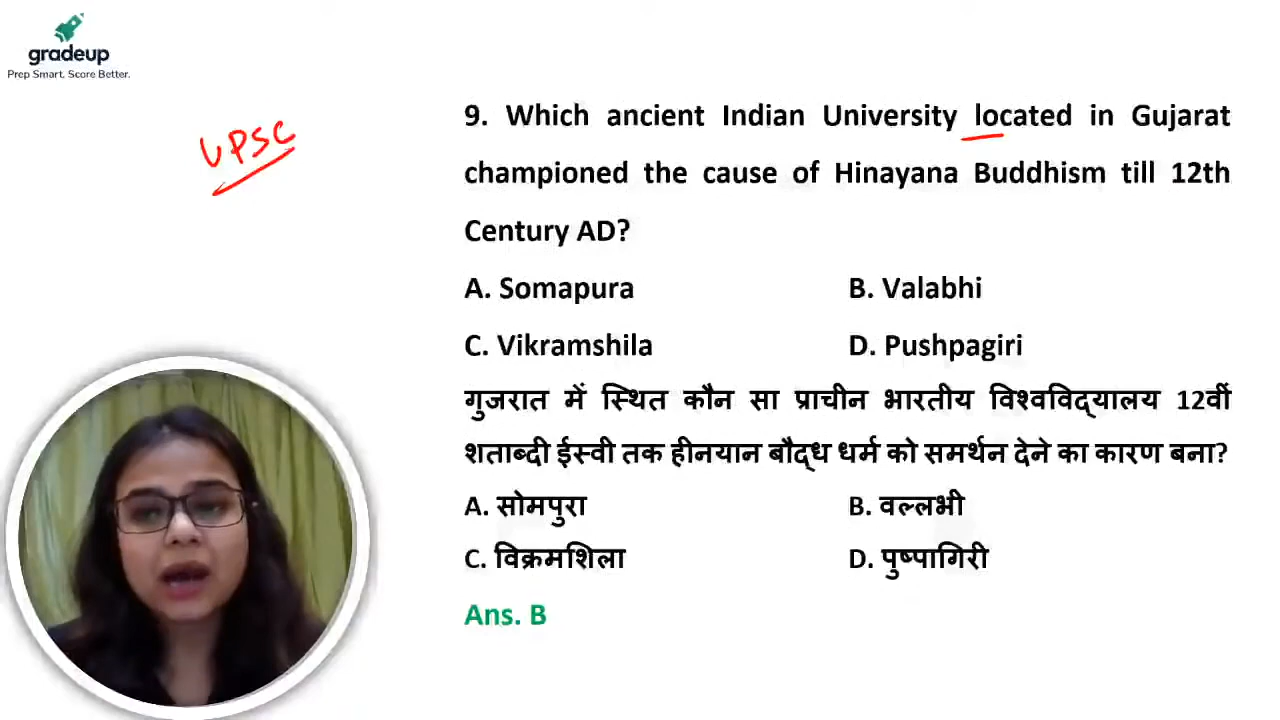 gradeup
Prep Smart. Score Better.
UPSC
9. Which ancient Indian University located in Gujarat
championed the cause of Hinayana Buddhism till 12th
Century AD?
A. Somapura B. Valabhi
C. Vikramshila D. Pushpagiri
गुजरात में स्थित कौन सा प्राचीन भारतीय विश्वविद्यालय 12वीं
शताब्दी ईस्वी तक हीनयान बौद्ध धर्म को समर्थन देने का कारण बना?
A. सोमपुरा B. वल्लभी
C. विक्रमशिला D. पुष्पागिरी
Ans. B